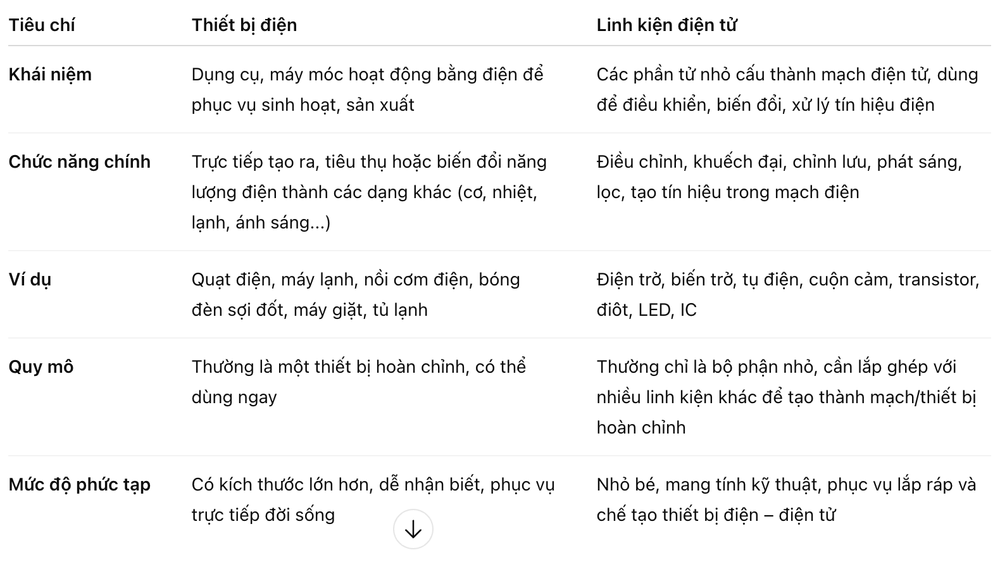 Tiêu chí
Thiết bị điện
Linh kiện điện tử
Khái niệm
Dụng cụ, máy móc hoạt động bằng điện để
phục vụ sinh hoạt, sản xuất
Các phần tử nhỏ cấu thành mạch điện tử, dùng
để điều khiển, biến đổi, xử lý tín hiệu điện
Chức năng chính
Trực tiếp tạo ra, tiêu thụ hoặc biến đổi năng
lượng điện thành các dạng khác (cơ, nhiệt,
lạnh, ánh sáng...)
Điều chỉnh, khuếch đại, chỉnh lưu, phát sáng,
lọc, tạo tín hiệu trong mạch điện
Ví dụ
Quạt điện, máy lạnh, nồi cơm điện, bóng
đèn sợi đốt, máy giặt, tủ lạnh
Điện trở, biến trở, tụ điện, cuộn cảm, transistor,
điôt, LED, IC
Quy mô
Thường là một thiết bị hoàn chỉnh, có thể
dùng ngay
Thường chỉ là bộ phận nhỏ, cần lắp ghép với
nhiều linh kiện khác để tạo thành mạch/thiết bị
hoàn chỉnh
Mức độ phức tạp
Có kích thước lớn hơn, dễ nhận biết, phục vụ
trực tiếp đời sống
Nhỏ bé, mang tính kỹ thuật, phục vụ lắp ráp và
chế tạo thiết bị điện – điện tử